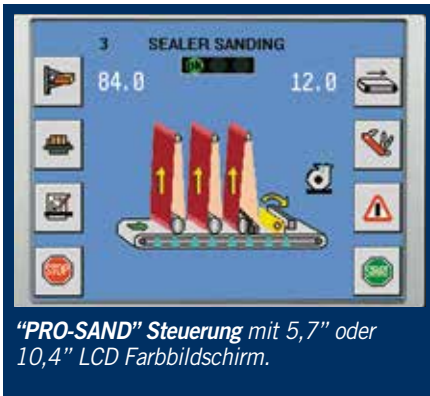 3 SEALER SANDING
OK
84.0 12.0
STOP
START
“PRO-SAND” Steuerung mit 5,7” oder
10,4” LCD Farbbildschirm.